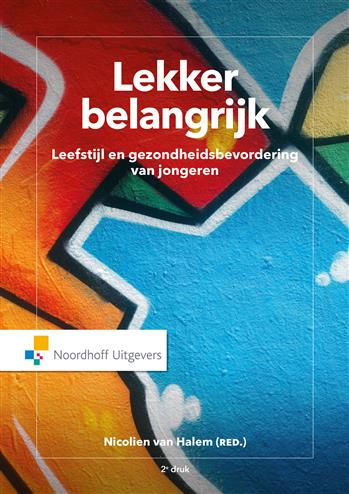 Lekker
belangrijk
Leefstijl en gezondheidsbevordering
van jongeren
Noordhoff Uitgevers
Nicolien van Halem (RED.)
2e druk